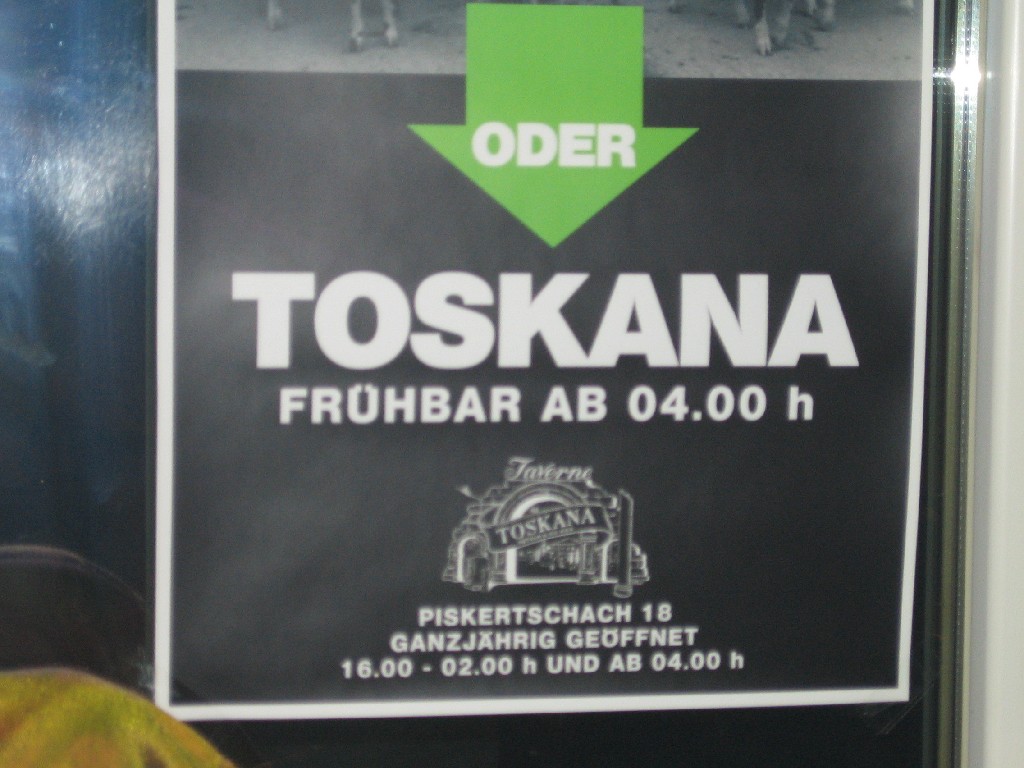 ODER
TOSKANA
FRÜHBAR AB 04.00 h
Taverne
TOSKANA
PISKERTSCHACH 18
GANZJÄHRIG GEÖFFNET
16.00 - 02.00 h UND AB 04.00 h